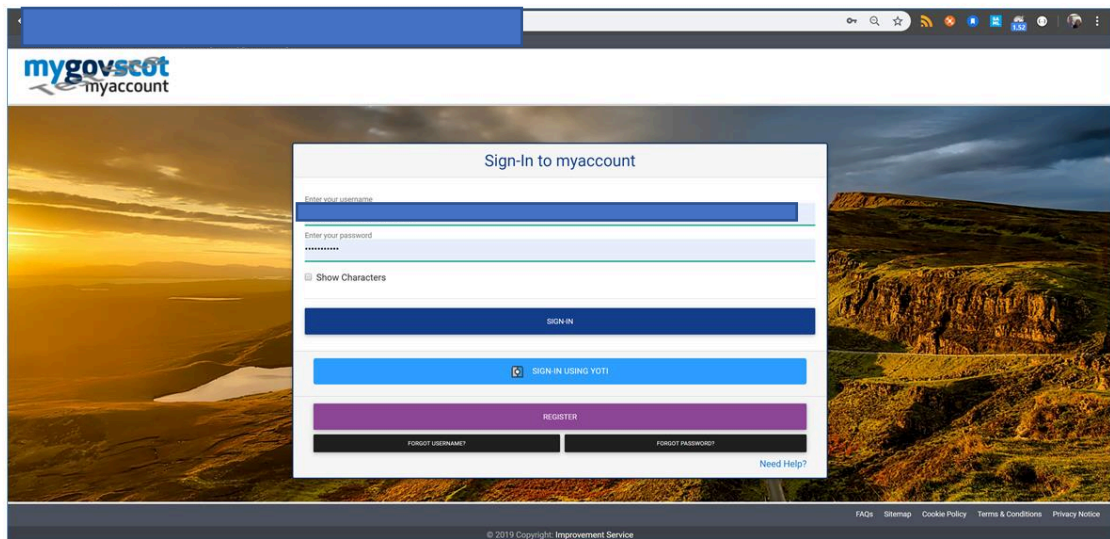 1.52
mygovscot
myaccount
Sign-In to myaccount
Enter your username
Enter your password
Show Characters
SIGN-IN
SIGN-IN USING YOTI
REGISTER
FORGOT USERNAME? FORGOT PASSWORD?
Need Help?
FAQs Sitemap Cookie Policy Terms & Conditions Privacy Notice
© 2019 Copyright: Improvement Service